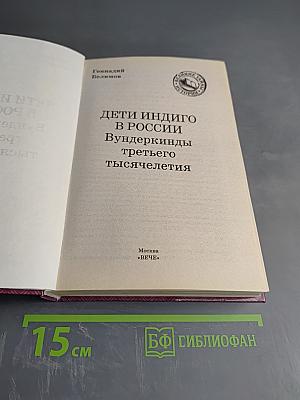 Геннадий
Белимов
ДЕТИ ИНДИГО
В РОССИИ
Вундеркинды
третьего
тысячелетия
Москва
«ВЕЧЕ»
15 см
БФ БИБЛИОФАН